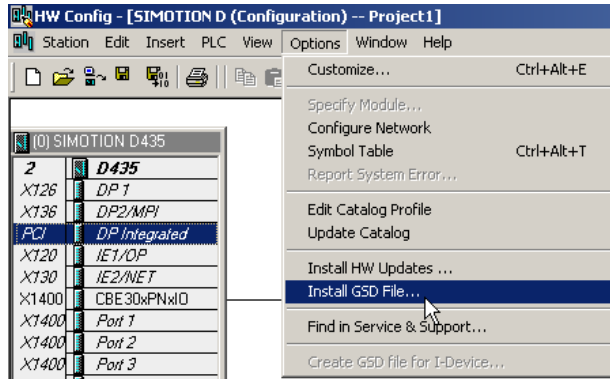 HW Config - [SIMOTION D (Configuration) -- Project1]
Station Edit Insert PLC View Options Window Help
Customize... Ctrl+Alt+E
Specify Module...
Configure Network
Symbol Table Ctrl+Alt+T
Report System Error...
Edit Catalog Profile
Update Catalog
Install HW Updates ...
Install GSD File...
Find in Service & Support...
Create GSD file for I-Device...
(0) SIMOTION D435
2 D435
X126 DP 1
X136 DP2/MPI
PCI DP Integrated
X120 IE1/OP
X130 IE2/NET
X1400 CBE30xPNxIO
X1400 Port 1
X1400 Port 2
X1400 Port 3